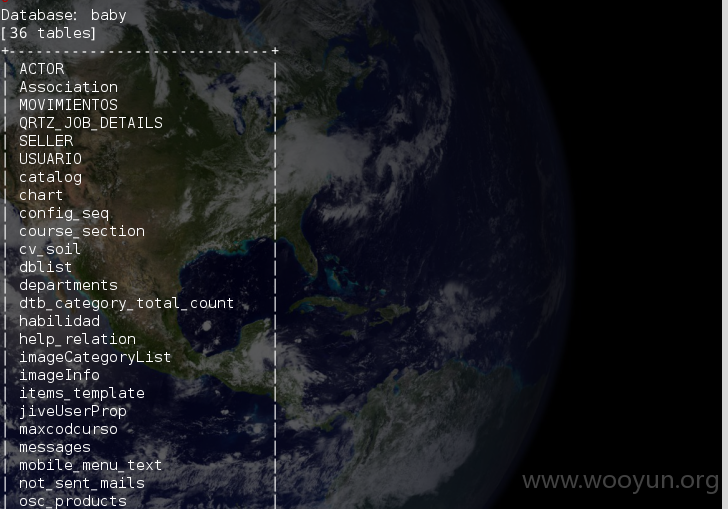 Database: baby
[36 tables]
+-----------------------------+
| ACTOR |
| Association |
| MOVIMIENTOS |
| QRTZ_JOB_DETAILS |
| SELLER |
| USUARIO |
| catalog |
| chart |
| config_seq |
| course_section |
| cv_soil |
| dblist |
| departments |
| dtb_category_total_count |
| habilidad |
| help_relation |
| imageCategoryList |
| imageInfo |
| items_template |
| jiveUserProp |
| maxcodcurso |
| messages |
| mobile_menu_text |
| not_sent_mails |
| osc_products |
www.wooyun.org